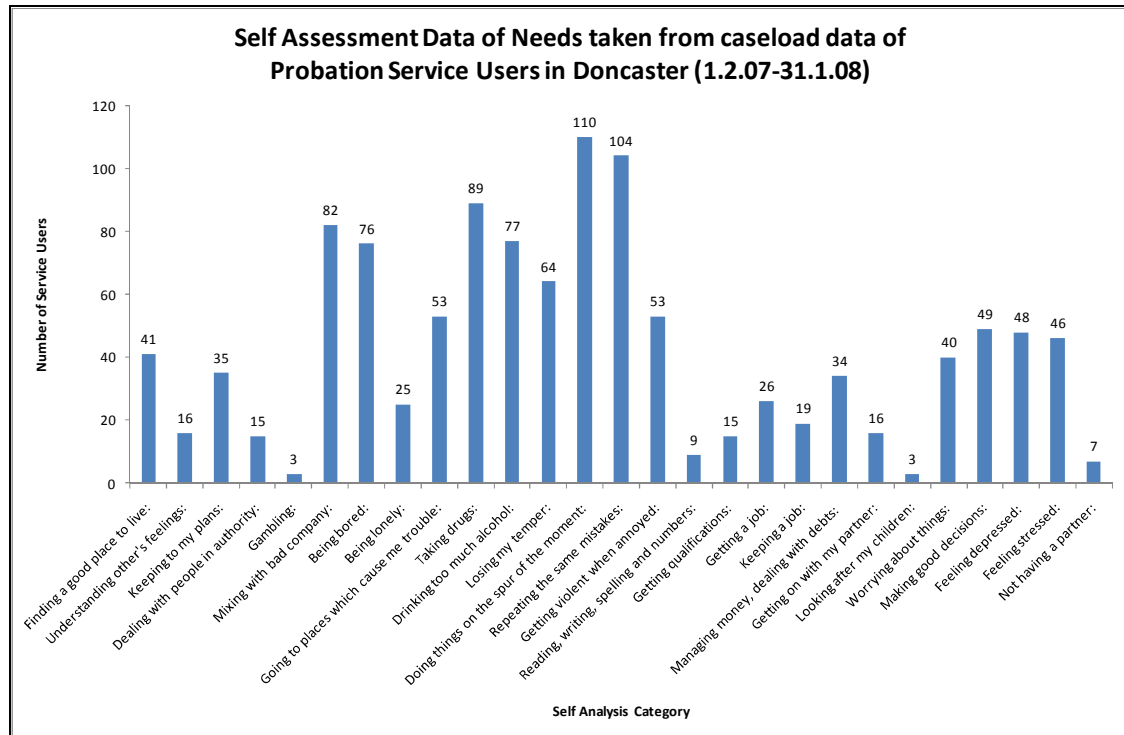 Self Assessment Data of Needs taken from caseload data of
Probation Service Users in Doncaster (1.2.07-31.1.08)
Number of Service Users
120
100
80
60
40
20
0
41
16
35
15
3
82
76
25
53
89
77
64
110
104
53
9
15
26
19
34
16
3
40
49
48
46
7
Finding a good place to live:
Understanding other's feelings:
Keeping to my plans:
Dealing with people in authority:
Gambling:
Mixing with bad company:
Being bored:
Being lonely:
Going to places which cause me trouble:
Taking drugs:
Drinking too much alcohol:
Losing my temper:
Doing things on the spur of the moment:
Repeating the same mistakes:
Getting violent when annoyed:
Reading, writing, spelling and numbers:
Getting qualifications:
Getting a job:
Keeping a job:
Managing money, dealing with debts:
Getting on with my partner:
Looking after my children:
Worrying about things:
Making good decisions:
Feeling depressed:
Feeling stressed:
Not having a partner:
Self Analysis Category